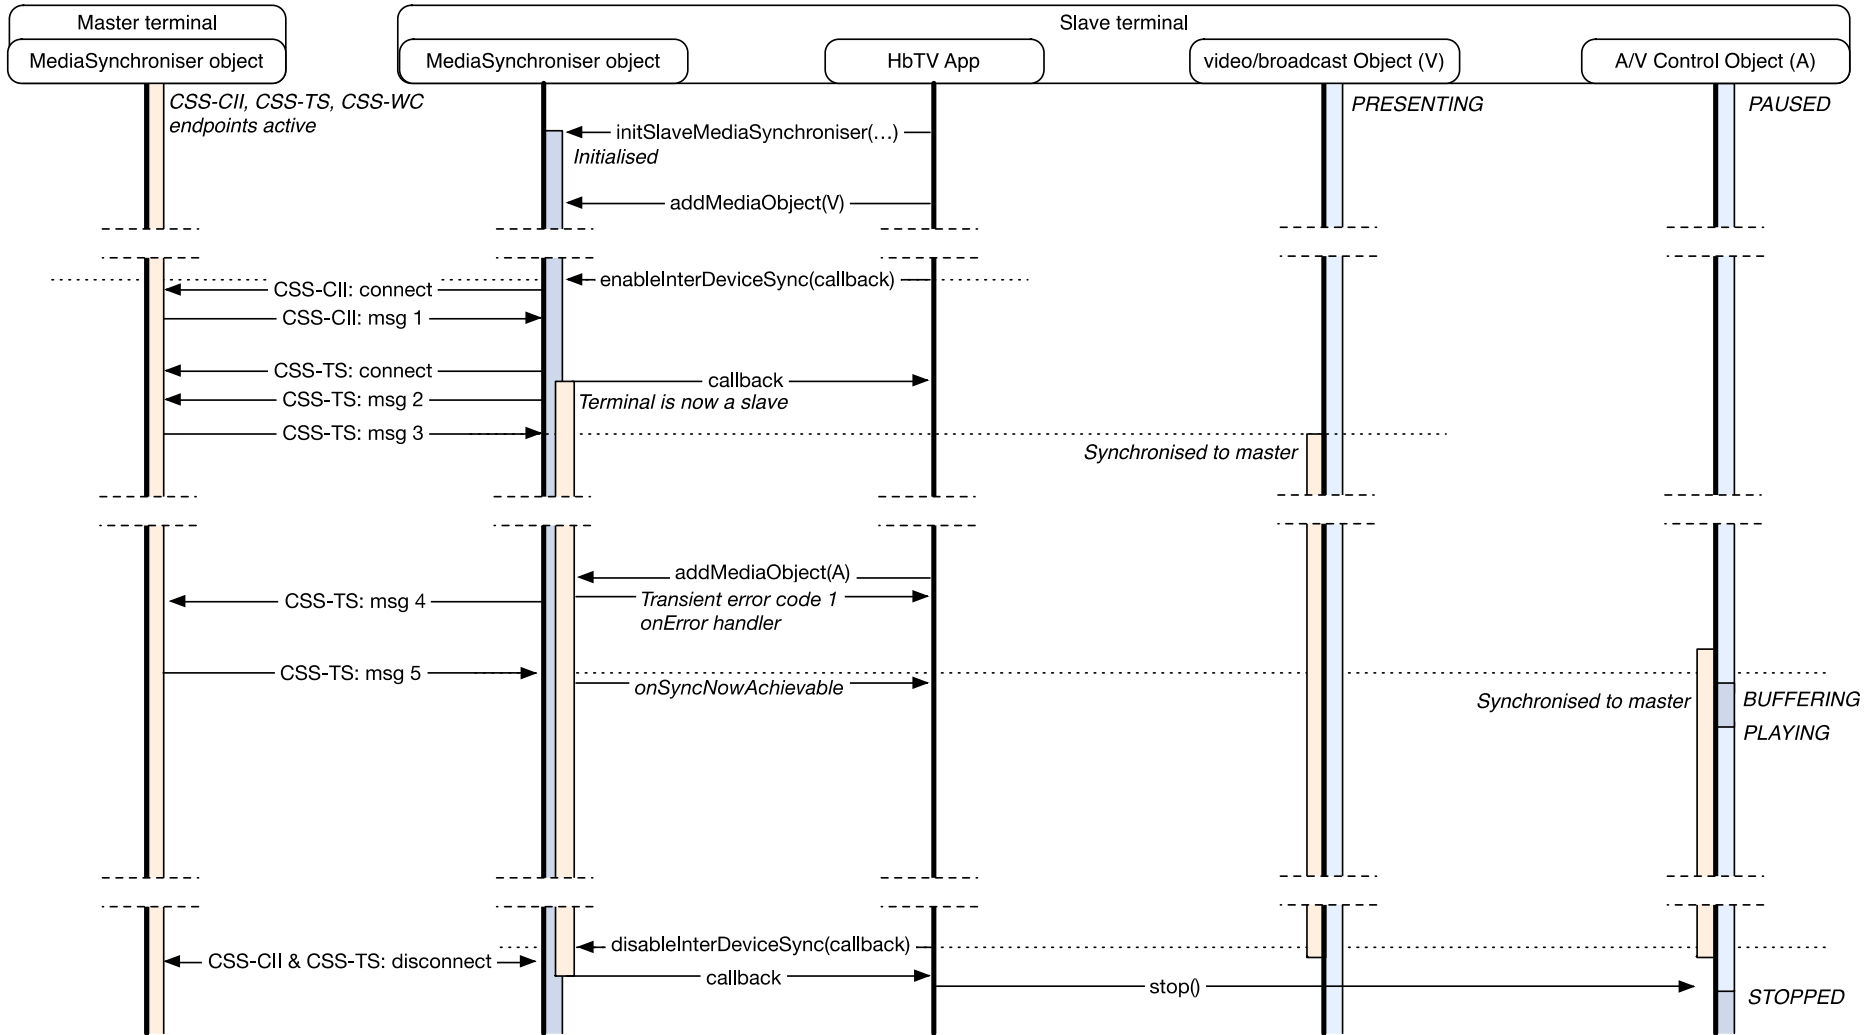 Master terminal
Slave terminal
MediaSynchroniser object
MediaSynchroniser object
HbTV App
video/broadcast Object (V)
A/V Control Object (A)
CSS-CII, CSS-TS, CSS-WC
endpoints active
PRESENTING
PAUSED
initSlaveMediaSynchroniser(…)
Initialised
addMediaObject(V)
enableInterDeviceSync(callback)
CSS-CII: connect
CSS-CII: msg 1
CSS-TS: connect
callback
CSS-TS: msg 2
Terminal is now a slave
CSS-TS: msg 3
Synchronised to master
addMediaObject(A)
CSS-TS: msg 4
Transient error code 1
onError handler
CSS-TS: msg 5
onSyncNowAchievable
Synchronised to master
BUFFERING
PLAYING
disableInterDeviceSync(callback)
CSS-CII & CSS-TS: disconnect
callback
stop()
STOPPED